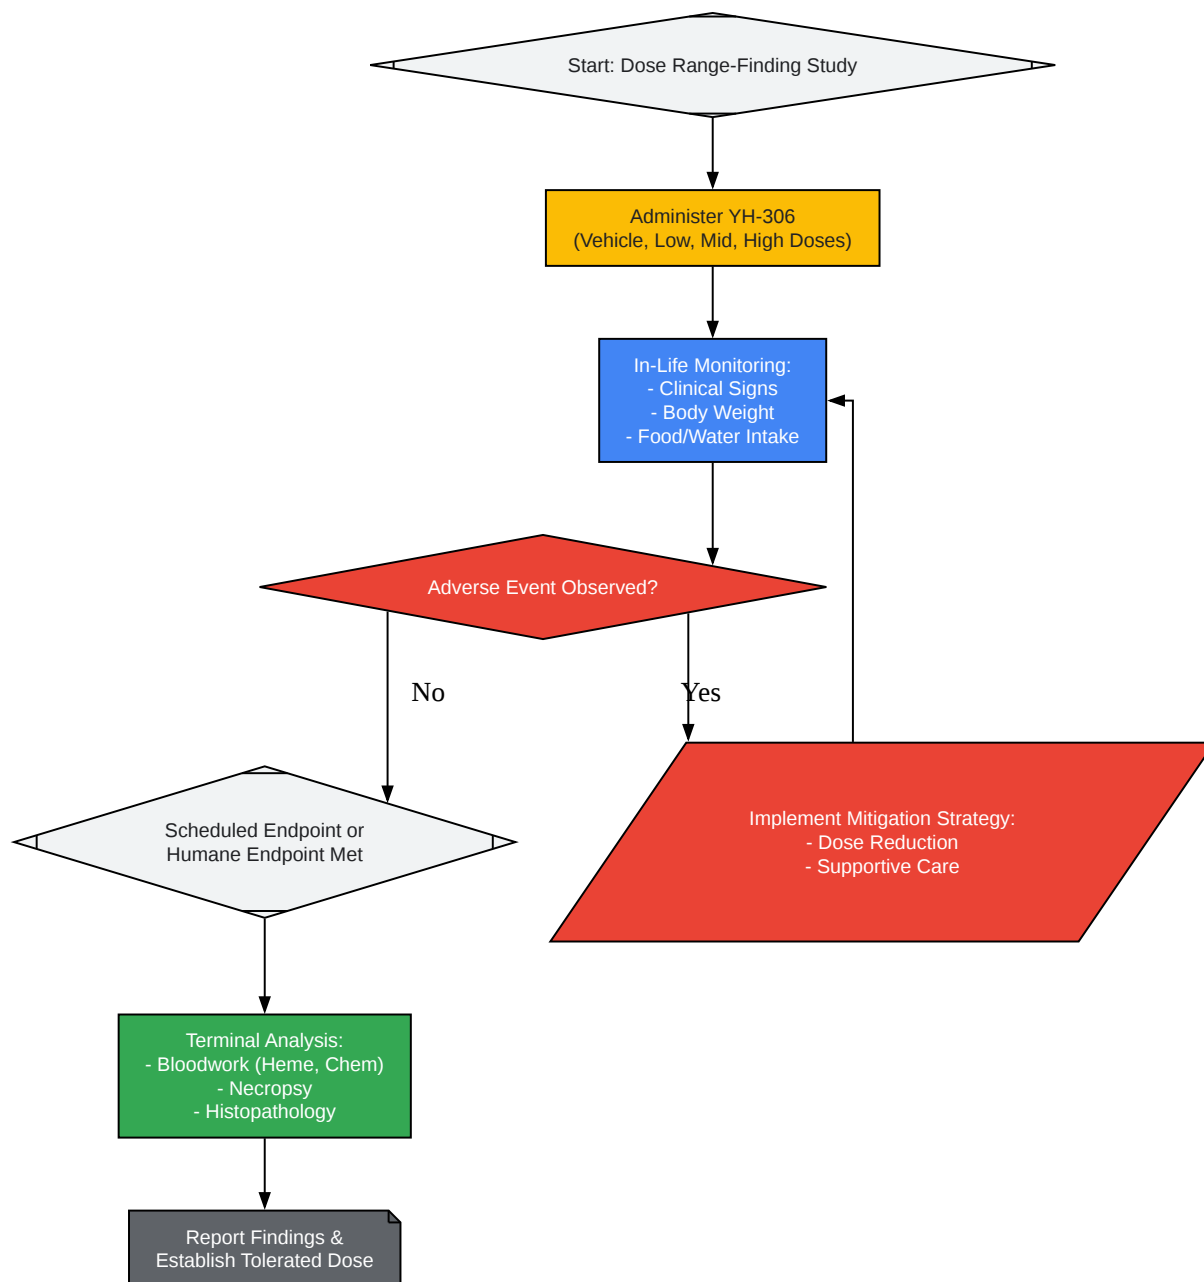 Start: Dose Range-Finding Study
Administer YH-306
(Vehicle, Low, Mid, High Doses)
In-Life Monitoring:
- Clinical Signs
- Body Weight
- Food/Water Intake
Adverse Event Observed?
No
Yes
Scheduled Endpoint or
Humane Endpoint Met
Implement Mitigation Strategy:
- Dose Reduction
- Supportive Care
Terminal Analysis:
- Bloodwork (Heme, Chem)
- Necropsy
- Histopathology
Report Findings &
Establish Tolerated Dose